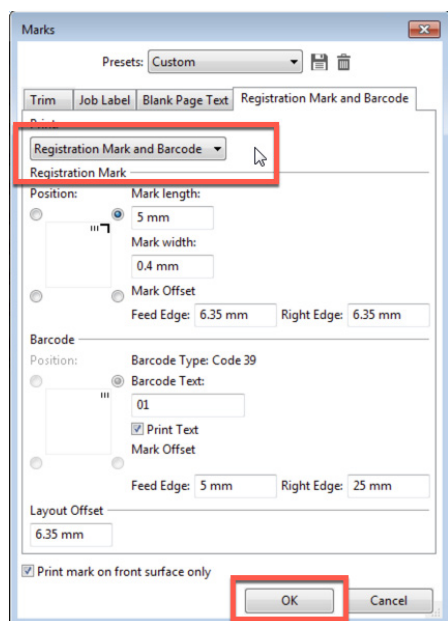 Marks
Presets: Custom
Trim Job Label Blank Page Text Registration Mark and Barcode
Print
Registration Mark and Barcode
Registration Mark
Position: Mark length:
5 mm
Mark width:
0.4 mm
Mark Offset
Feed Edge: 6.35 mm Right Edge: 6.35 mm
Barcode
Position: Barcode Type: Code 39
Barcode Text:
01
Print Text
Mark Offset
Feed Edge: 5 mm Right Edge: 25 mm
Layout Offset
6.35 mm
Print mark on front surface only
OK Cancel